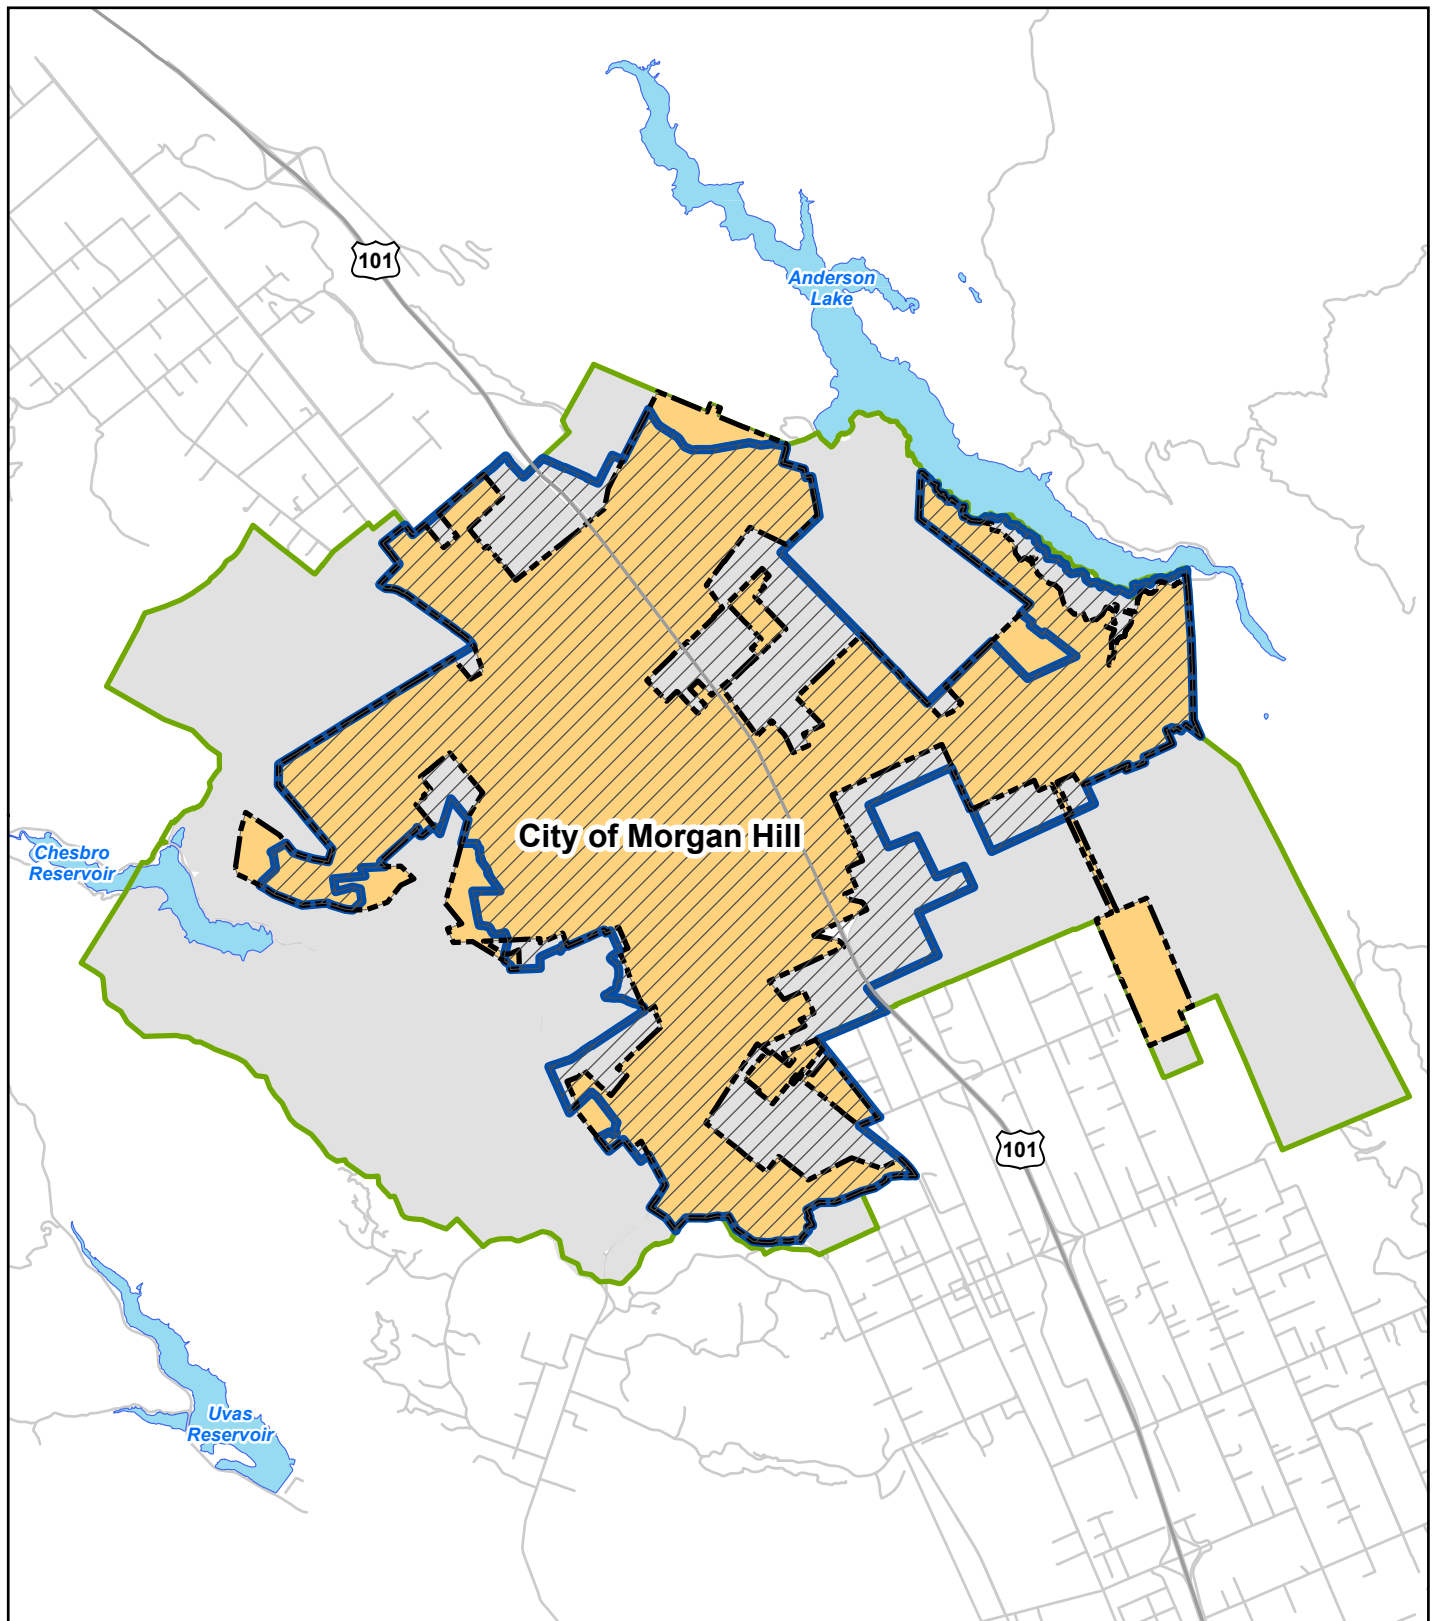 101
Anderson
Lake
City of Morgan Hill
Chesbro
Reservoir
101
Uvas
Reservoir